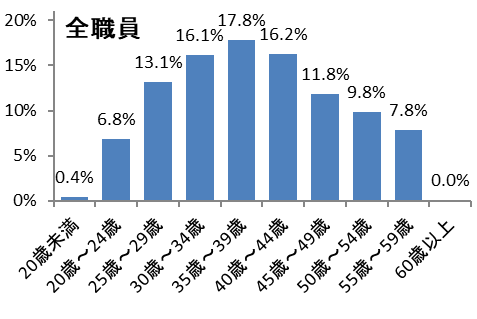 全職員
20%
15%
10%
5%
0%
0.4%
6.8%
13.1%
16.1%
17.8%
16.2%
11.8%
9.8%
7.8%
0.0%
20歳未満
20歳～24歳
25歳～29歳
30歳～34歳
35歳～39歳
40歳～44歳
45歳～49歳
50歳～54歳
55歳～59歳
60歳以上